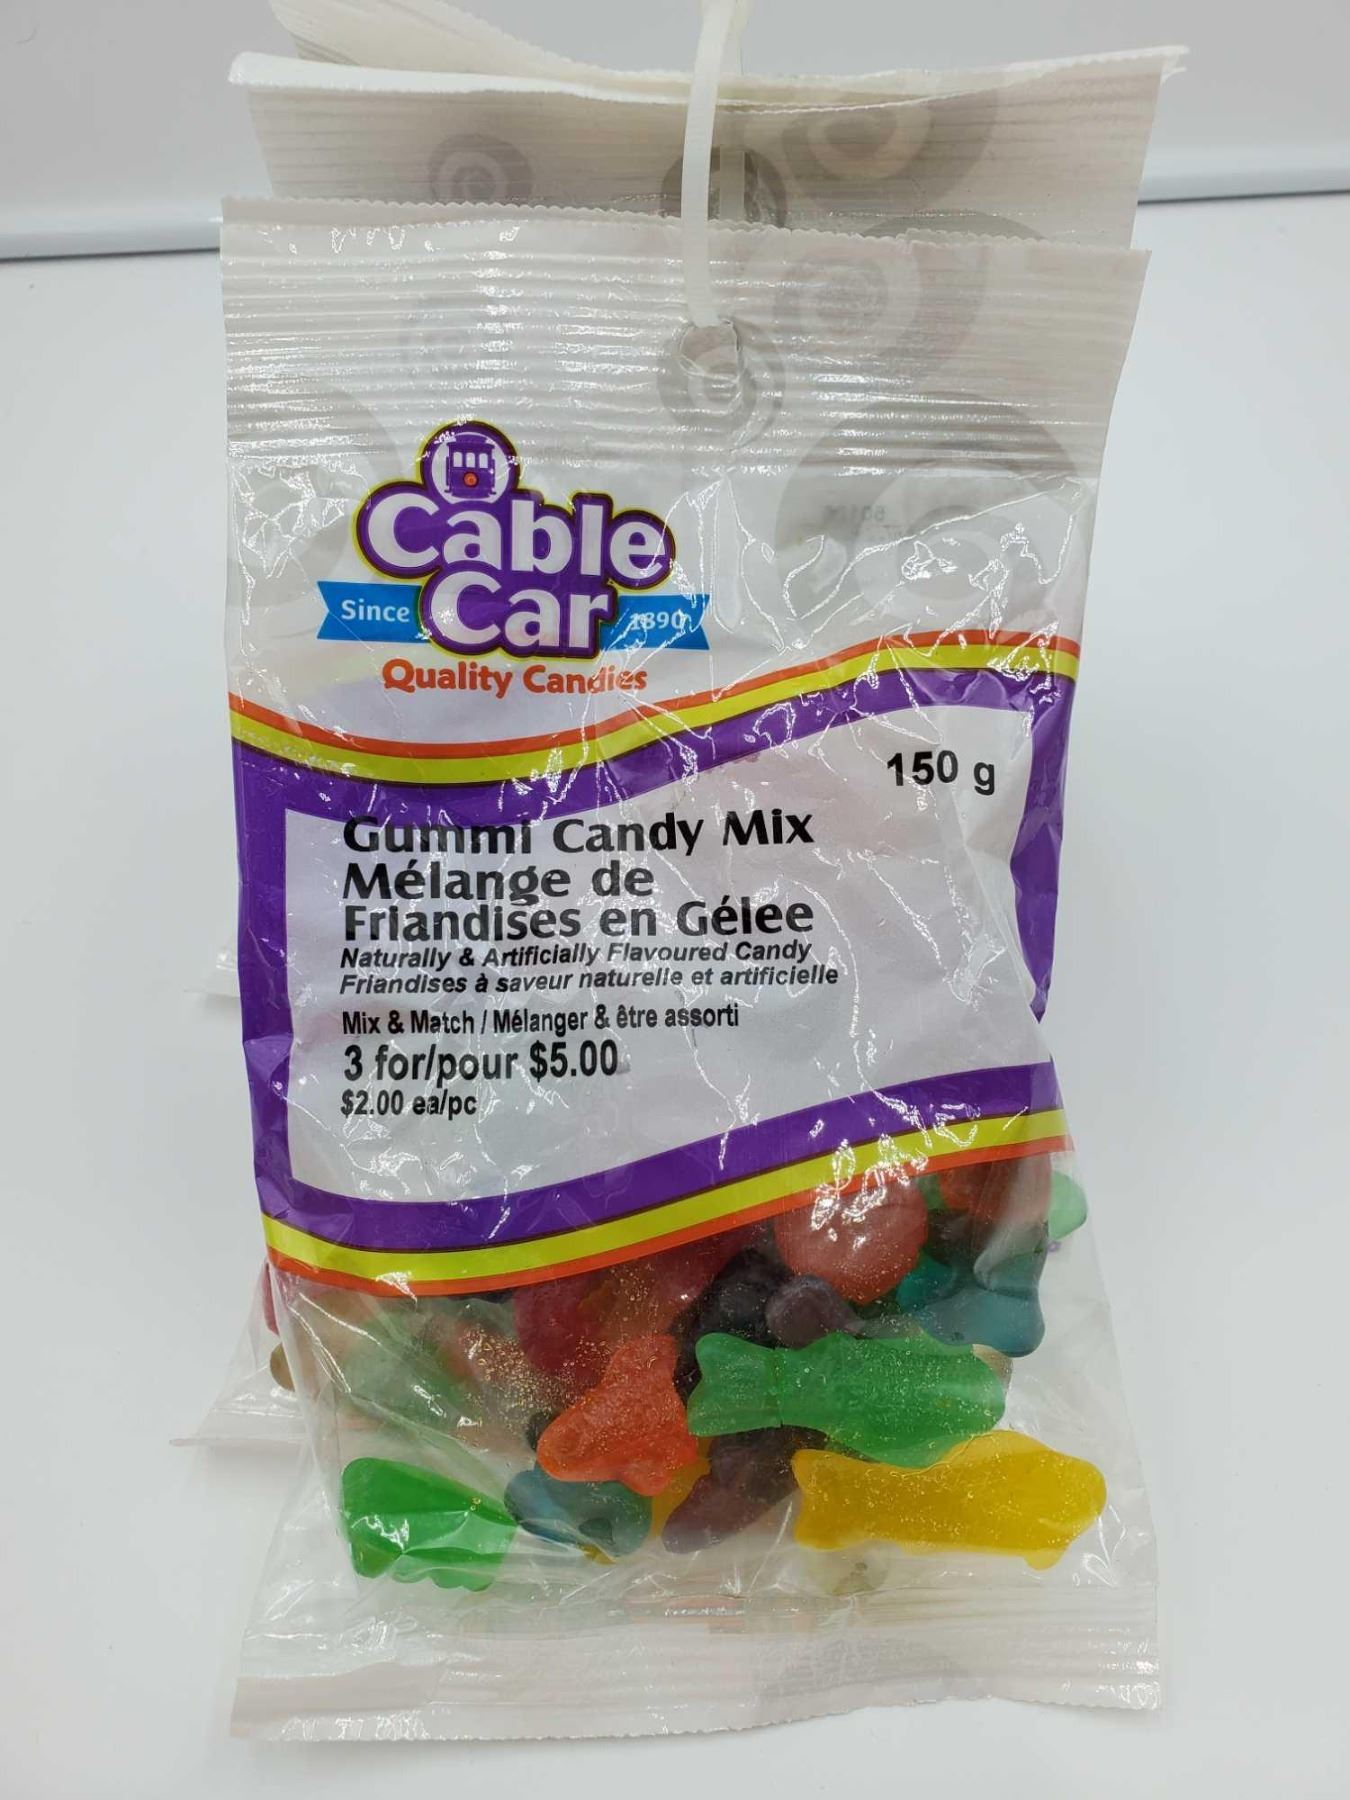 Cable
Car
Since 1890
Quality Candies
150 g
Gummi Candy Mix
Mélange de
Friandises en Gélee
Naturally & Artificially Flavoured Candy
Friandises à saveur naturelle et artificielle
Mix & Match / Mélanger & être assorti
3 for/pour $5.00
$2.00 ea/pc